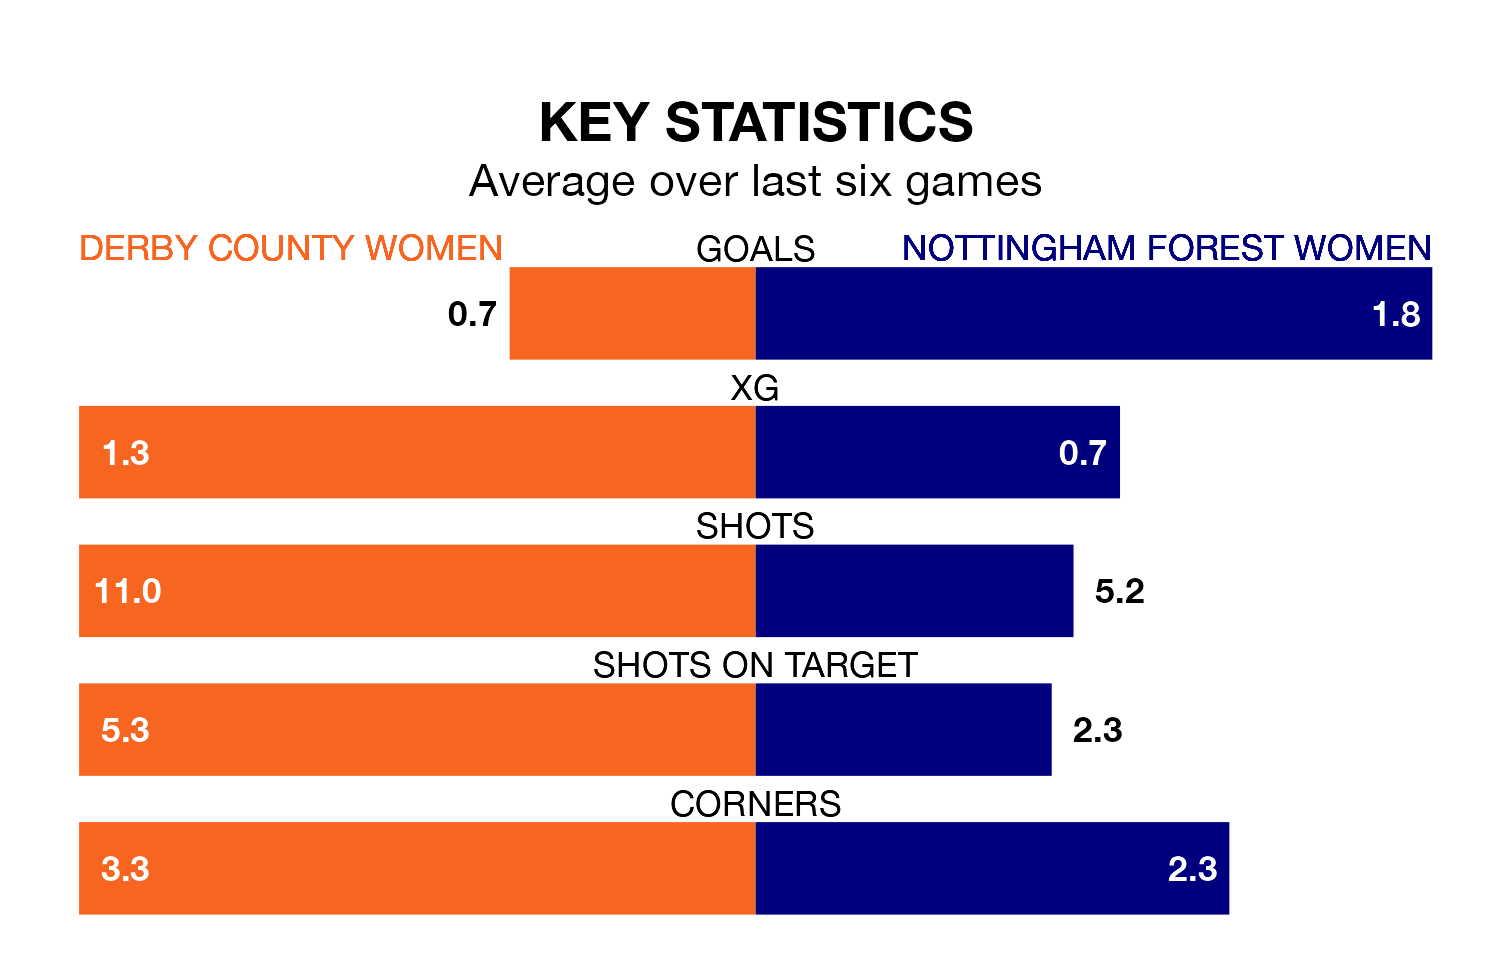 KEY STATISTICS
Average over last six games
DERBY COUNTY WOMEN GOALS NOTTINGHAM FOREST WOMEN
0.7 1.8
XG
1.3 0.7
SHOTS
11.0 5.2
SHOTS ON TARGET
5.3 2.3
CORNERS
3.3 2.3